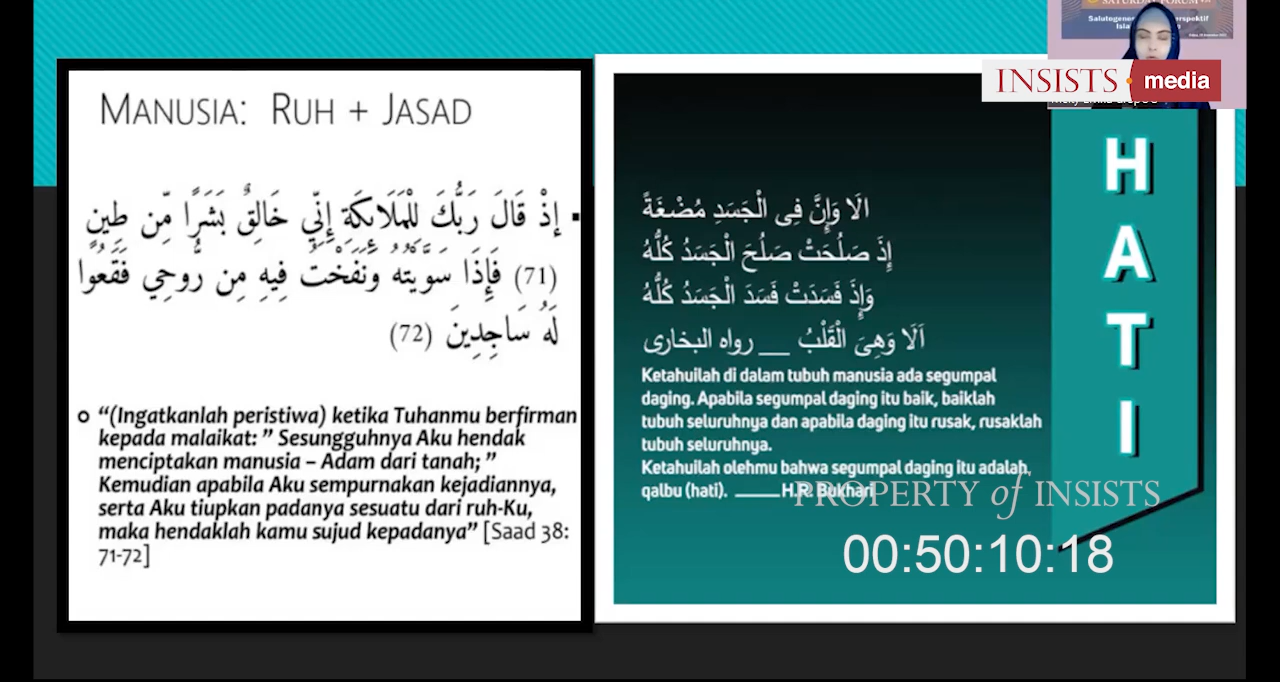 SATURDAY FORUM
INSISTS media
MANUSIA: RUH + JASAD
إِذْ قَالَ رَبُّكَ لِلْمَلَابِكَةِ إِنِّي خَالِقٌ بَشَرًا مِّن طِينٍ
(71) فَإِذَا سَوَّيْتُهُ وَنَفَخْتُ فِيهِ مِن رُّوحِي فَقَعُوا
لَهُ سَاجِدِينَ (72)
“(Ingatkanlah peristiwa) ketika Tuhanmu berfirman
kepada malaikat: ” Sesungguhnya Aku hendak
menciptakan manusia – Adam dari tanah; ”
Kemudian apabila Aku sempurnakan kejadiannya,
serta Aku tiupkan padanya sesuatu dari ruh-Ku,
maka hendaklah kamu sujud kepadanya” [Saad 38:
71-72]
الَا وَإِنَّ فِى الْجَسَدِ مُضْغَةً
إِذَ صَلُحَتْ صَلُحَ الْجَسَدُ كُلُّهُ
وَإِذَ فَسَدَتْ فَسَدَ الْجَسَدُ كُلُّهُ
اَلَا وَهِىَ الْقَلْبُ __ رواه البخارى
Ketahuilah di dalam tubuh manusia ada segumpal
daging. Apabila segumpal daging itu baik, baiklah
tubuh seluruhnya dan apabila daging itu rusak, rusaklah
tubuh seluruhnya.
Ketahuilah olehmu bahwa segumpal daging itu adalah,
qalbu (hati). ____H.R. Bukhari
H
A
T
I
PROPERTY of INSISTS
00:50:10:18